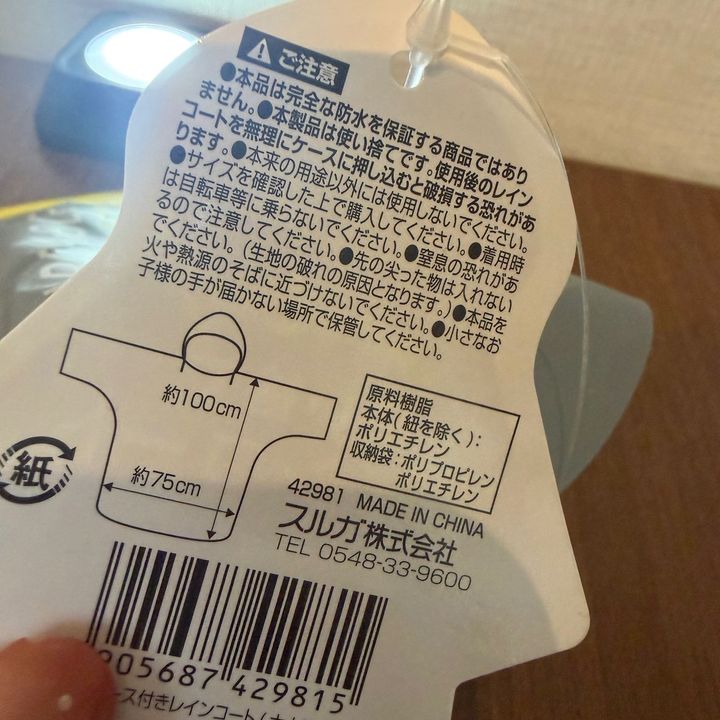 ご注意
●本品は完全な防水を保証する商品ではあり
ません。●本製品は使い捨てです。使用後のレイン
コートを無理にケースに押し込むと破損する恐れがあ
ります。●本来の用途以外には使用しないでください。
●サイズを確認した上で購入してください。●着用時
は自転車等に乗らないでください。●窒息の恐れがあ
るので注意してください。●先の尖った物は入れない
でください。(生地の破れの原因となります。)●本品を
火や熱源のそばに近づけないでください。●小さなお
子様の手が届かない場所で保管してください。
約100cm
約75cm
紙
原料樹脂
本体(紐を除く):
ポリエチレン
収納袋:ポリプロピレン
ポリエチレン
42981 MADE IN CHINA
スルガ株式会社
TEL 0548-33-9600
905687 429815
ース付きレインコート